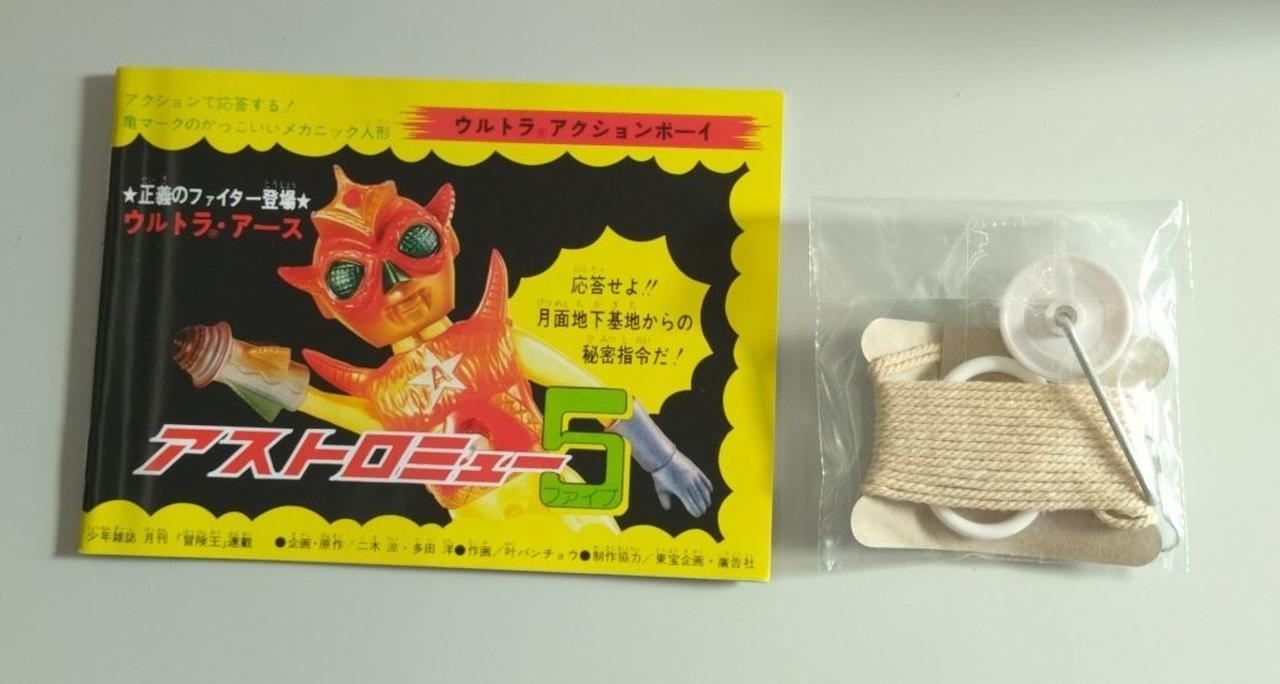 アクションで応答する!
亀マークのかっこいいメカニック人形
ウルトラ®アクションボーイ
★正義のファイター登場★
ウルトラ®・アース
応答せよ!!
月面地下基地からの
秘密指令だ!
A
アストロミュー5
ファイブ
少年雑誌 月刊『冒険王』連載 ●企画・原作/二木 凉・多田 洋●作画/叶バンチョウ●制作協力/東宝企画・廣告社